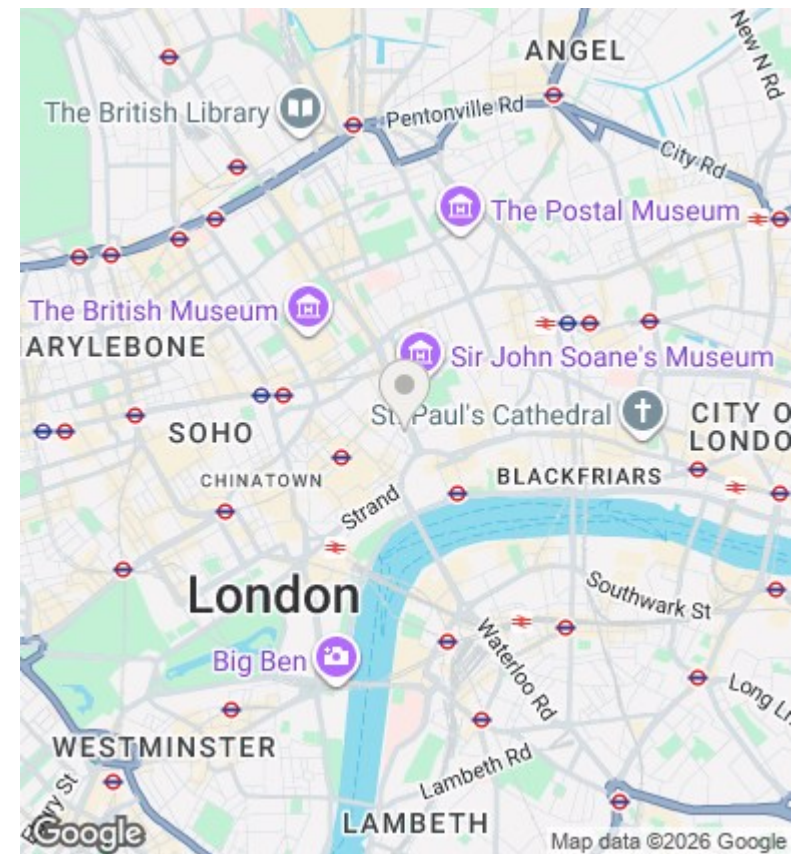 ANGEL
New N Rd
The British Library
Pentonville Rd
City Rd
The Postal Museum
The British Museum
ARYLEBONE
Sir John Soane's Museum
St. Paul's Cathedral
CITY O
LONDO
SOHO
CHINATOWN
BLACKFRIARS
Strand
London
Southwark St
Big Ben
Waterloo Rd
Long Ln
WESTMINSTER
Lambeth Rd
LAMBETH
Google
Map data ©2026 Google